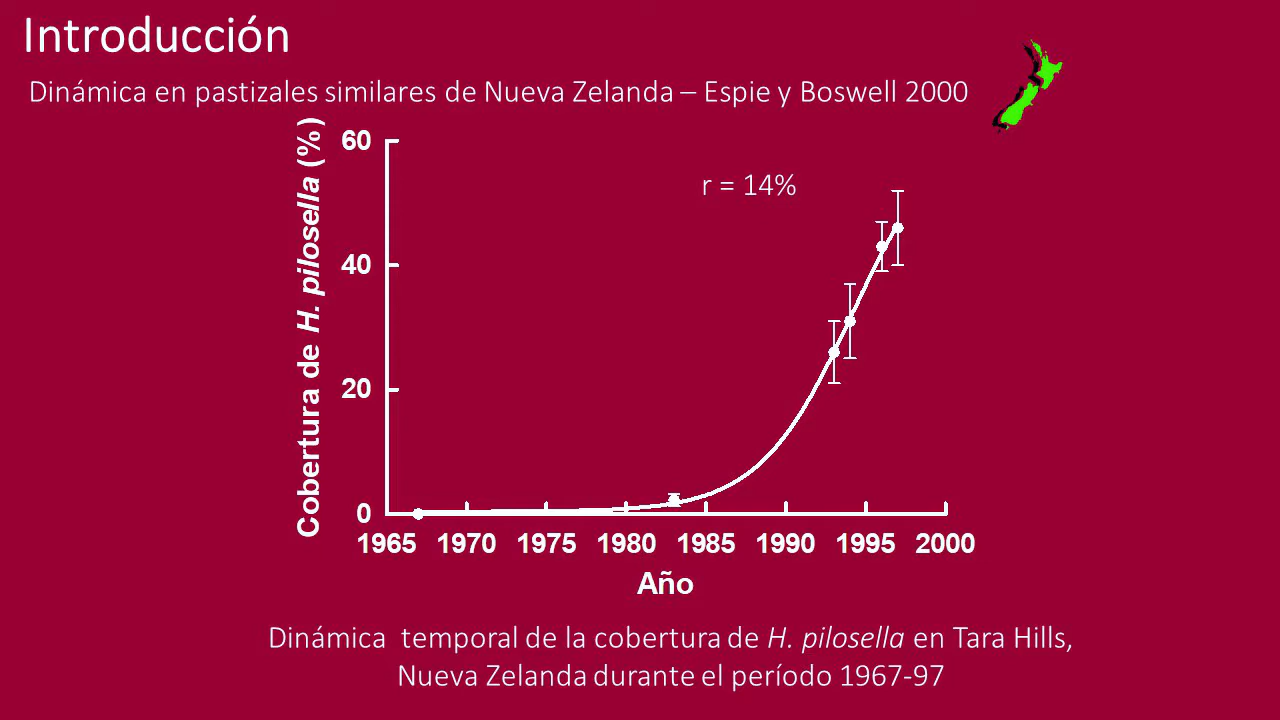 Introducción
Dinámica en pastizales similares de Nueva Zelanda – Espie y Boswell 2000
Cobertura de H. pilosella (%)
60
40
20
0
r = 14%
1965 1970 1975 1980 1985 1990 1995 2000
Año
Dinámica temporal de la cobertura de H. pilosella en Tara Hills,
Nueva Zelanda durante el período 1967-97